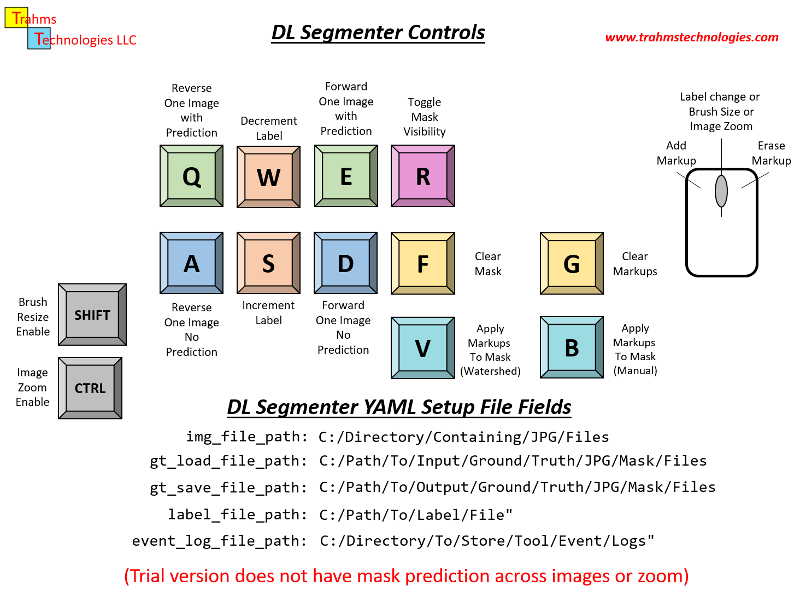 Trahms
Technologies LLC
DL Segmenter Controls
www.trahmstechnologies.com
Reverse
One Image
with
Prediction
Decrement
Label
Forward
One Image
with
Prediction
Toggle
Mask
Visibility
Label change or
Brush Size or
Image Zoom
Add
Markup
Erase
Markup
Q
W
E
R
A
S
D
F
Clear
Mask
G
Clear
Markups
Reverse
One Image
No
Prediction
Increment
Label
Forward
One Image
No
Prediction
Brush
Resize
Enable
SHIFT
Image
Zoom
Enable
CTRL
V
Apply
Markups
To Mask
(Watershed)
B
Apply
Markups
To Mask
(Manual)
DL Segmenter YAML Setup File Fields
img_file_path: C:/Directory/Containing/JPG/Files
gt_load_file_path: C:/Path/To/Input/Ground/Truth/JPG/Mask/Files
gt_save_file_path: C:/Path/To/Output/Ground/Truth/JPG/Mask/Files
label_file_path: C:/Path/To/Label/File"
event_log_file_path: C:/Directory/To/Store/Tool/Event/Logs"
(Trial version does not have mask prediction across images or zoom)